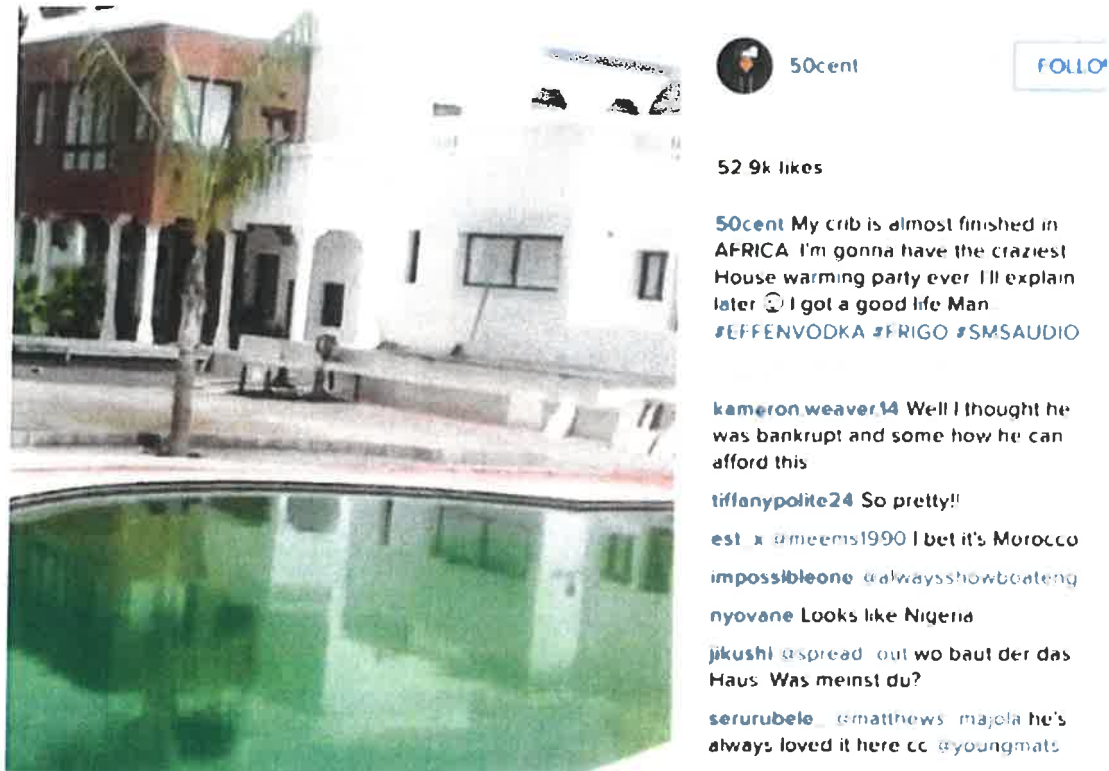 50cent
FOLLO
52.9k likes
50cent My crib is almost finished in
AFRICA I'm gonna have the craziest
House warming party ever I'll explain
later I got a good life Man
#EFFENVODKA #FRIGO #SMSAUDIO
kameron.weaver.14 Well I thought he
was bankrupt and some how he can
afford this
tiffanypolite24 So pretty!!
est_x @meems1990 I bet it's Morocco
impossibleone @alwaysshowboateng
nyovane Looks like Nigeria
jikushi @spread_out wo baut der das
Haus. Was meinst du?
serurubele_ @matthews_majola he's
always loved it here cc @youngmats